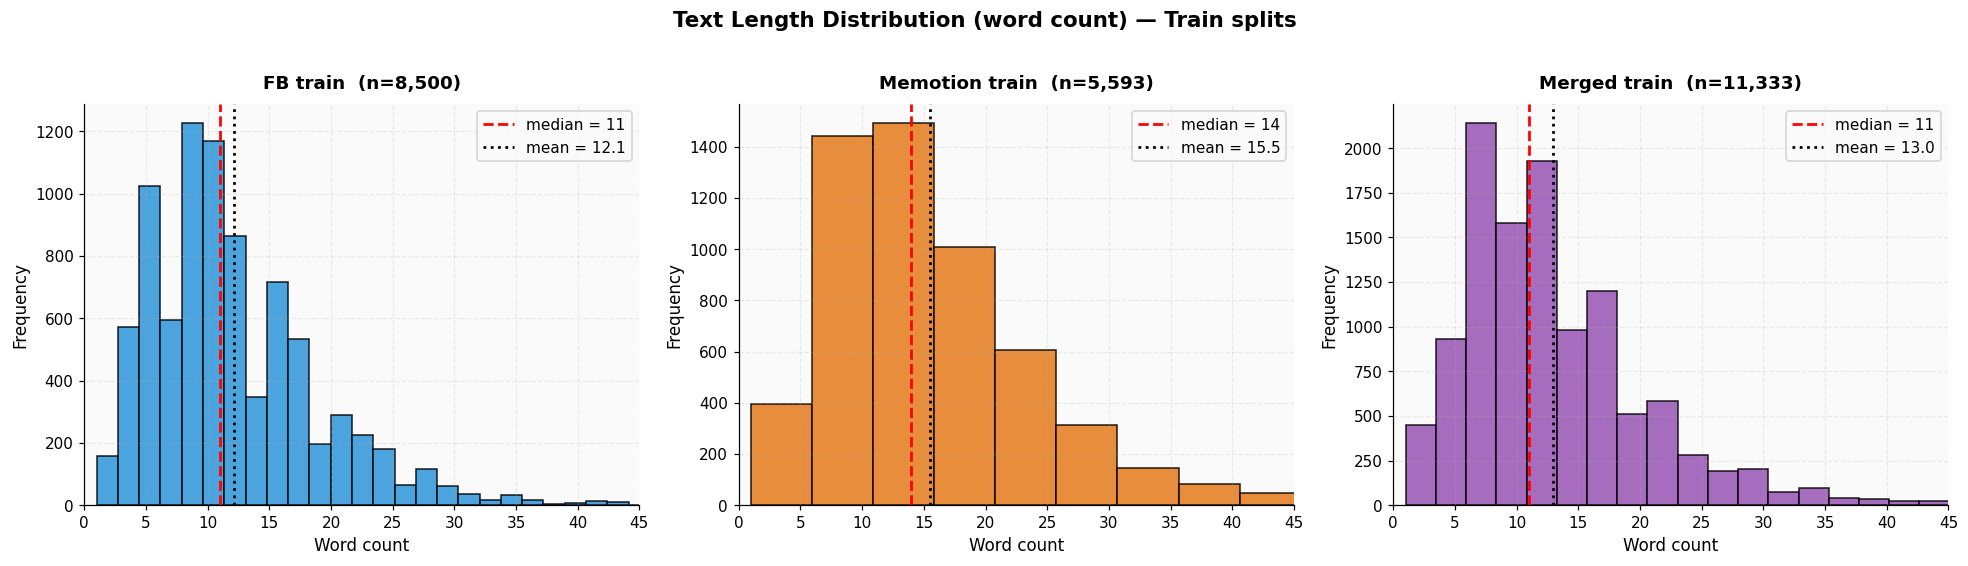 Text Length Distribution (word count) — Train splits
FB train  (n=8,500)
median = 11
mean = 12.1
Frequency
1200
1000
800
600
400
200
0
0 5 10 15 20 25 30 35 40 45
Word count
Memotion train  (n=5,593)
median = 14
mean = 15.5
Frequency
1400
1200
1000
800
600
400
200
0
0 5 10 15 20 25 30 35 40 45
Word count
Merged train  (n=11,333)
median = 11
mean = 13.0
Frequency
2000
1750
1500
1250
1000
750
500
250
0
0 5 10 15 20 25 30 35 40 45
Word count